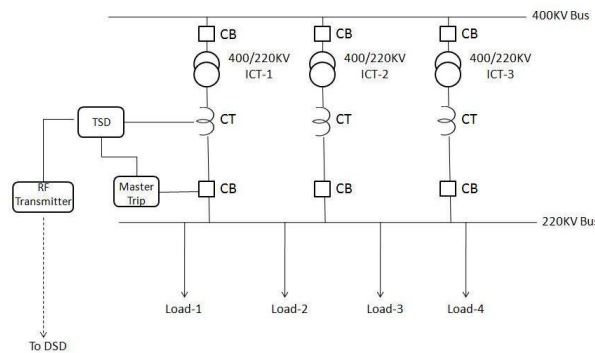 400KV Bus
CB
CB
CB
400/220KV
ICT-1
400/220KV
ICT-2
400/220KV
ICT-3
TSD
CT
CT
CT
RF
Transmitter
Master
Trip
CB
CB
CB
220KV Bus
Load-1
Load-2
Load-3
Load-4
To DSD